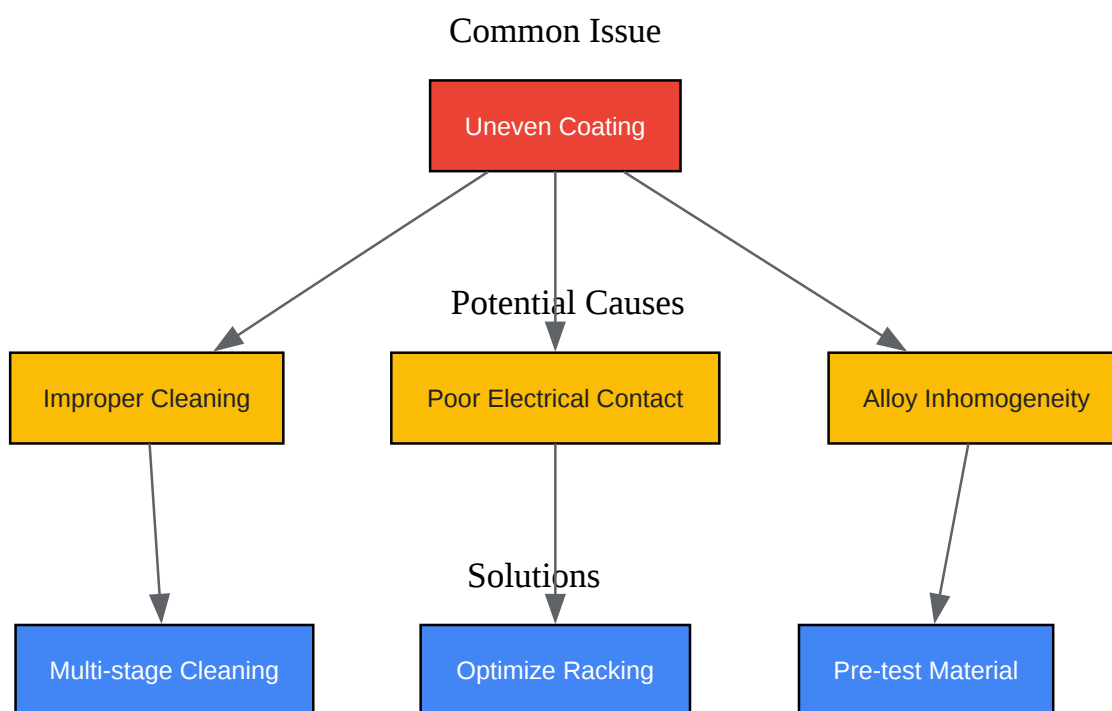 Common Issue
Uneven Coating
Potential Causes
Improper Cleaning
Poor Electrical Contact
Alloy Inhomogeneity
Solutions
Multi-stage Cleaning
Optimize Racking
Pre-test Material